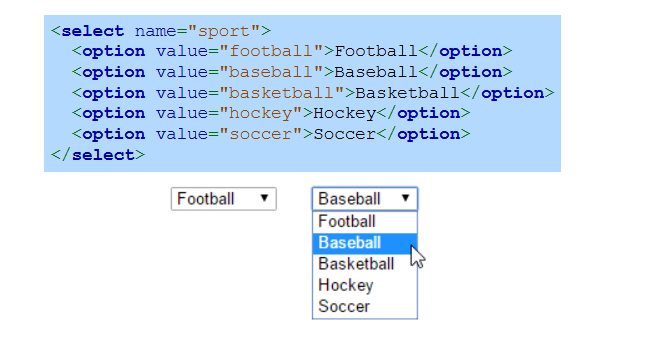 <select name="sport">
  <option value="football">Football</option>
  <option value="baseball">Baseball</option>
  <option value="basketball">Basketball</option>
  <option value="hockey">Hockey</option>
  <option value="soccer">Soccer</option>
</select>
Football
Baseball
Football
Baseball
Basketball
Hockey
Soccer